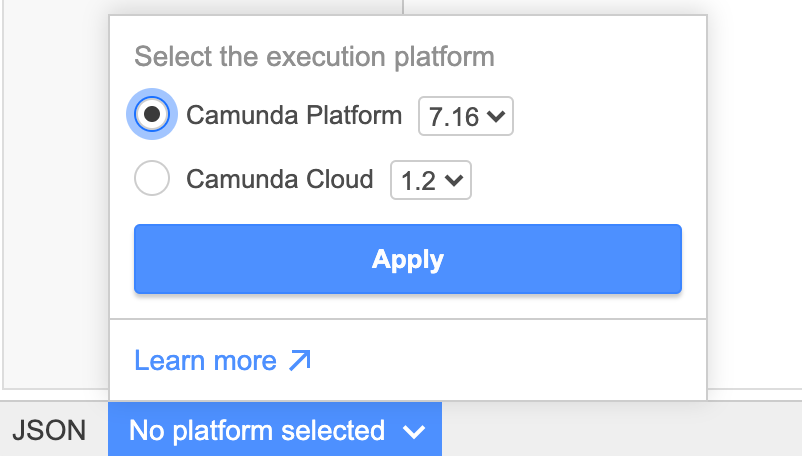 Select the execution platform
Camunda Platform 7.16
Camunda Cloud 1.2
Apply
Learn more
JSON No platform selected